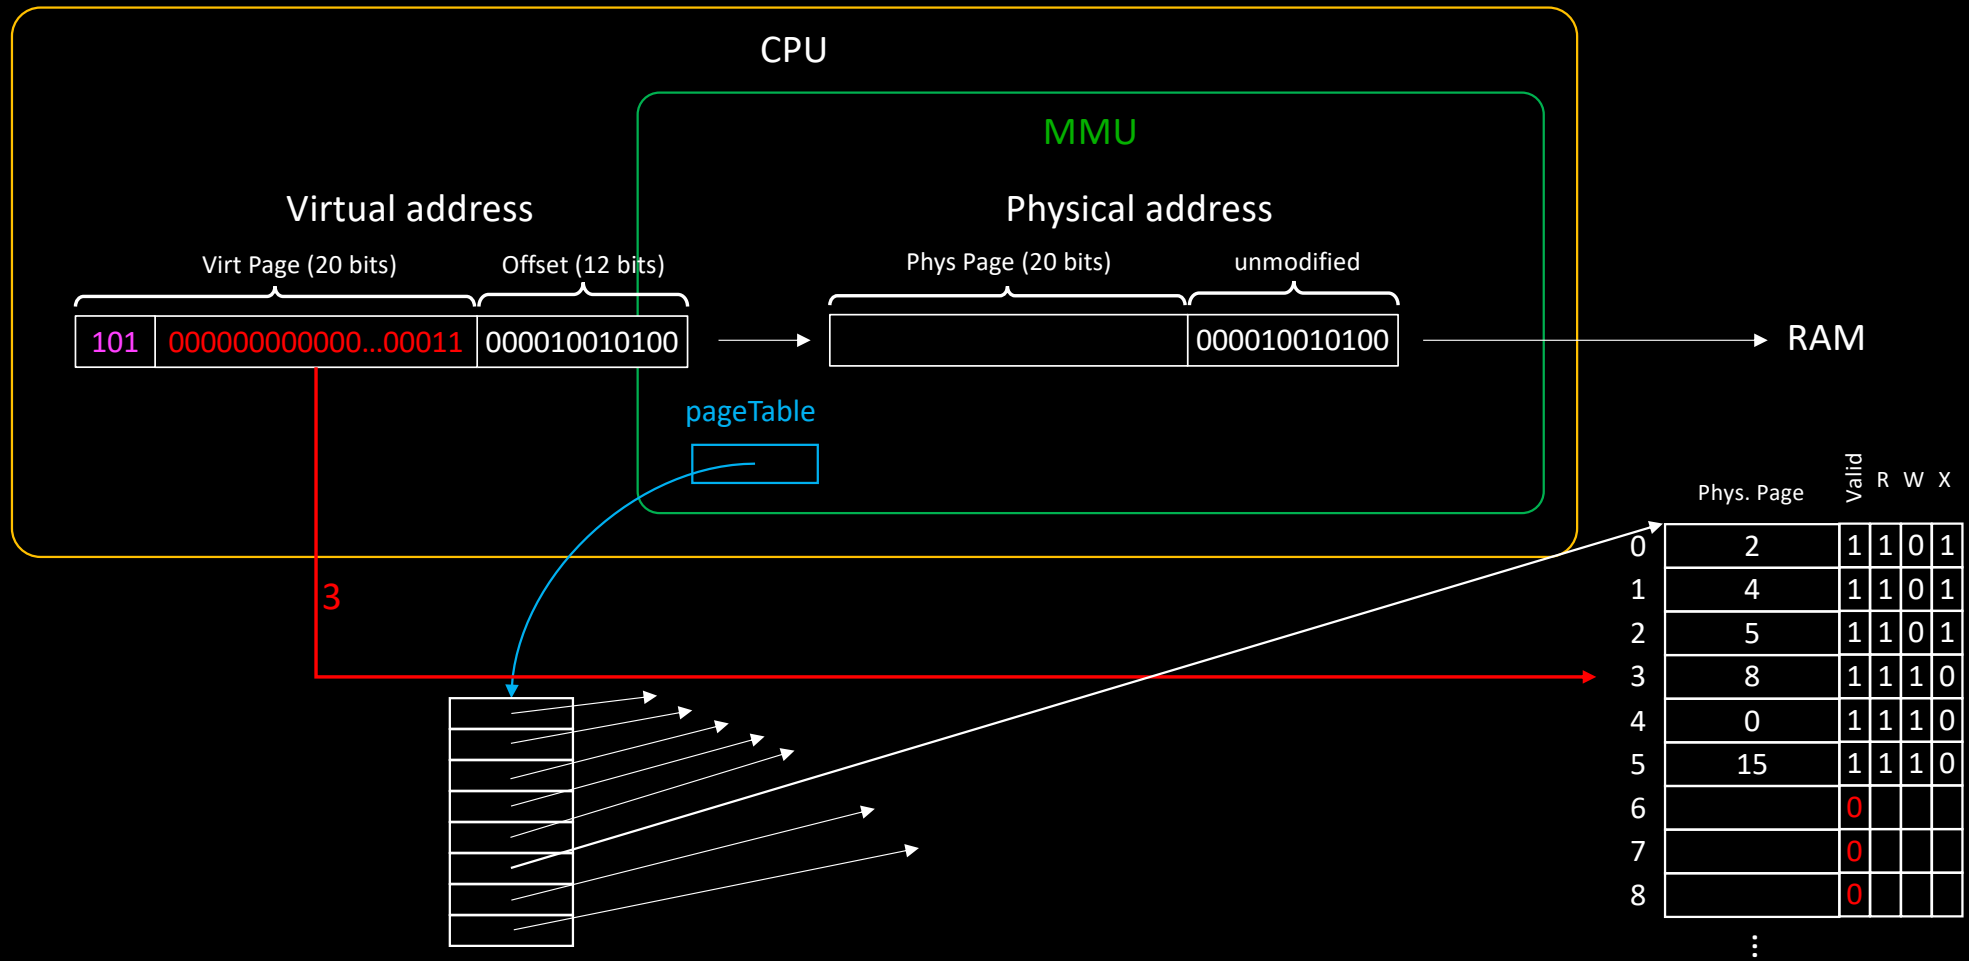 CPU
MMU
Virtual address
Physical address
Virt Page (20 bits)
Offset (12 bits)
Phys Page (20 bits)
unmodified
101
000000000000...00011
000010010100
000010010100
RAM
pageTable
3
Phys. Page
Valid
R W X
0 2 1 1 0 1
1 4 1 1 0 1
2 5 1 1 0 1
3 8 1 1 1 0
4 0 1 1 1 0
5 15 1 1 1 0
6 0
7 0
8 0
...